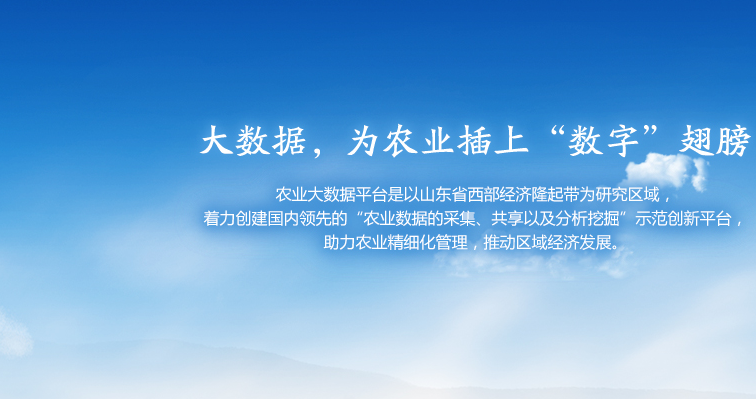 大数据，为农业插上“数字”翅膀
农业大数据平台是以山东省西部经济隆起带为研究区域，
着力创建国内领先的“农业数据的采集、共享以及分析挖掘”示范创新平台，
助力农业精细化管理，推动区域经济发展。